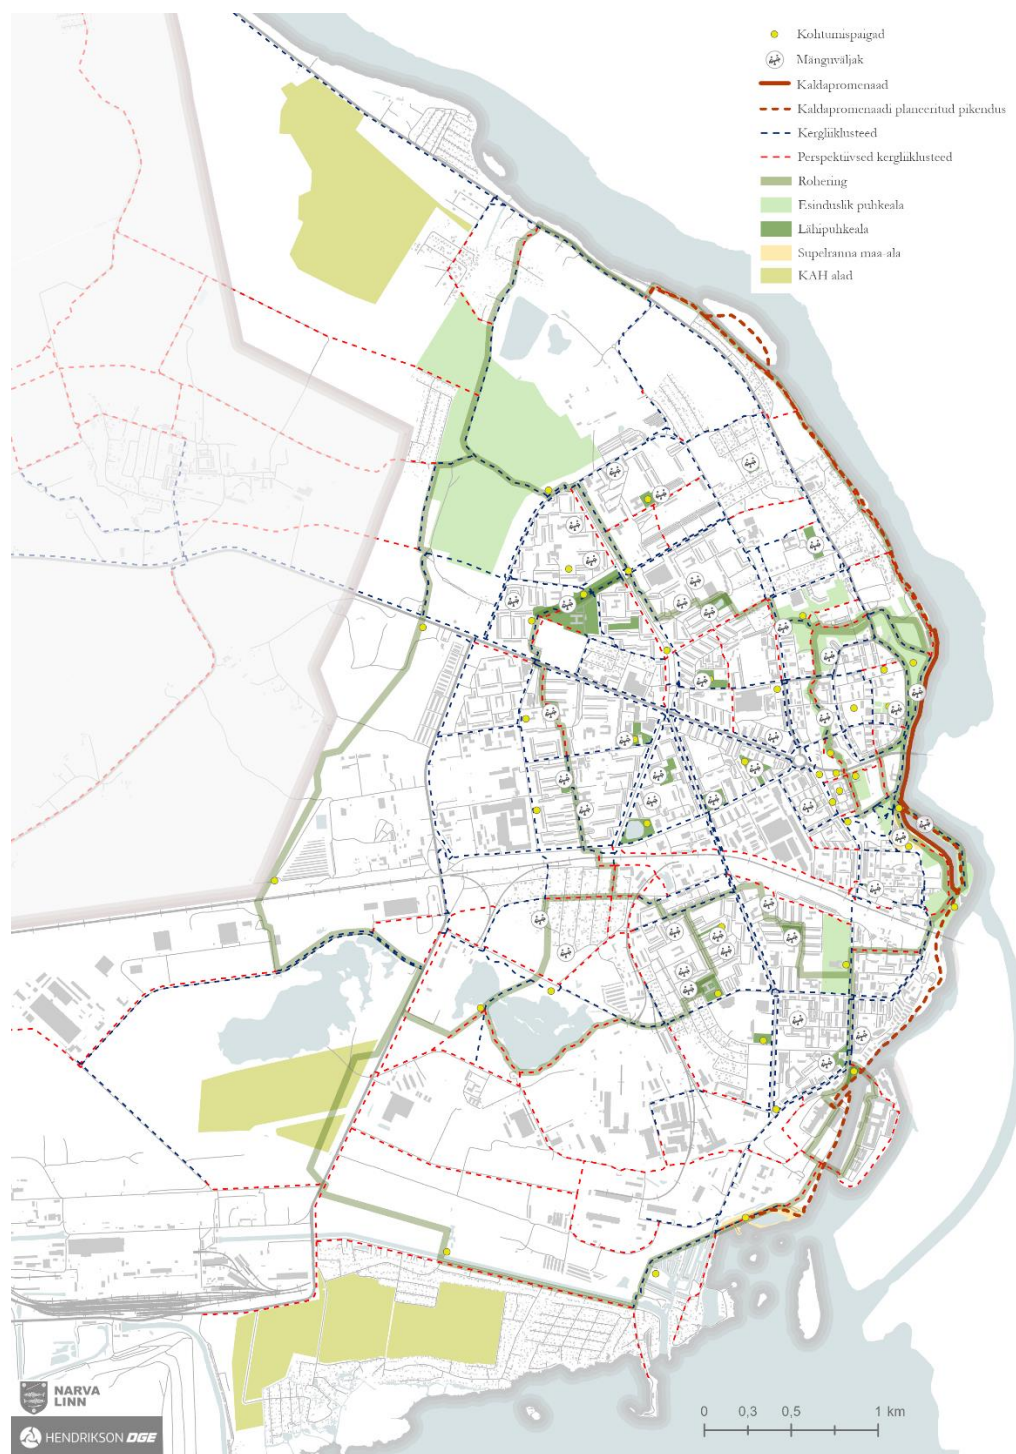 Kohtumispaigad
Mänguväljak
Kaldapromenaad
Kaldapromenaadi planeeritud pikendus
Kergliiklusteed
Perspektiivsed kergliiklusteed
Rohering
Esinduslik puhkeala
Lähipuhkeala
Supelranna maa-ala
KAH alad
NARVA
LINN
HENDRIKSON DGE
0 0,3 0,5 1 km